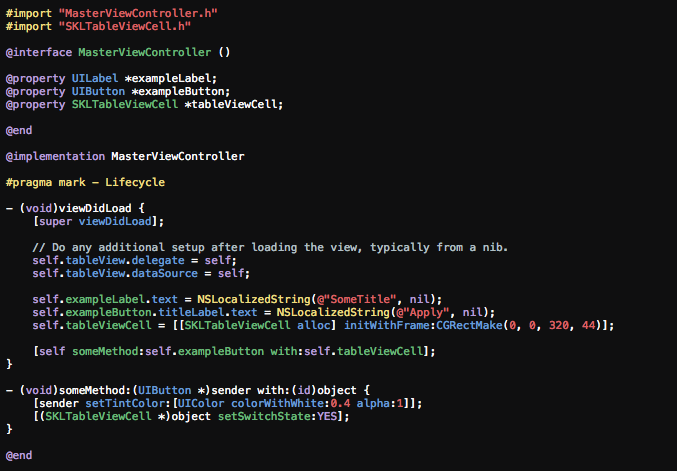 #import "MasterViewController.h"
#import "SKLTableViewCell.h"

@interface MasterViewController ()

@property UILabel *exampleLabel;
@property UIButton *exampleButton;
@property SKLTableViewCell *tableViewCell;

@end

@implementation MasterViewController

#pragma mark – Lifecycle

– (void)viewDidLoad {
    [super viewDidLoad];

    // Do any additional setup after loading the view, typically from a nib.
    self.tableView.delegate = self;
    self.tableView.dataSource = self;

    self.exampleLabel.text = NSLocalizedString(@"SomeTitle", nil);
    self.exampleButton.titleLabel.text = NSLocalizedString(@"Apply", nil);
    self.tableViewCell = [[SKLTableViewCell alloc] initWithFrame:CGRectMake(0, 0, 320, 44)];

    [self someMethod:self.exampleButton with:self.tableViewCell];
}

– (void)someMethod:(UIButton *)sender with:(id)object {
    [sender setTintColor:[UIColor colorWithWhite:0.4 alpha:1]];
    [(SKLTableViewCell *)object setSwitchState:YES];
}

@end